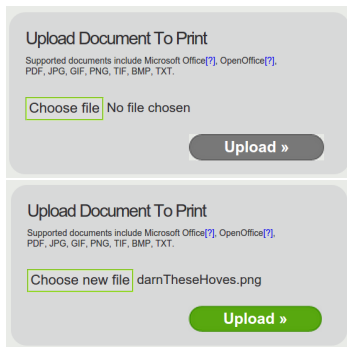 Upload Document To Print
Supported documents include Microsoft Office[?], OpenOffice[?],
PDF, JPG, GIF, PNG, TIF, BMP, TXT.
Choose file No file chosen
Upload »
Upload Document To Print
Supported documents include Microsoft Office[?], OpenOffice[?],
PDF, JPG, GIF, PNG, TIF, BMP, TXT.
Choose new file darnTheseHoves.png
Upload »